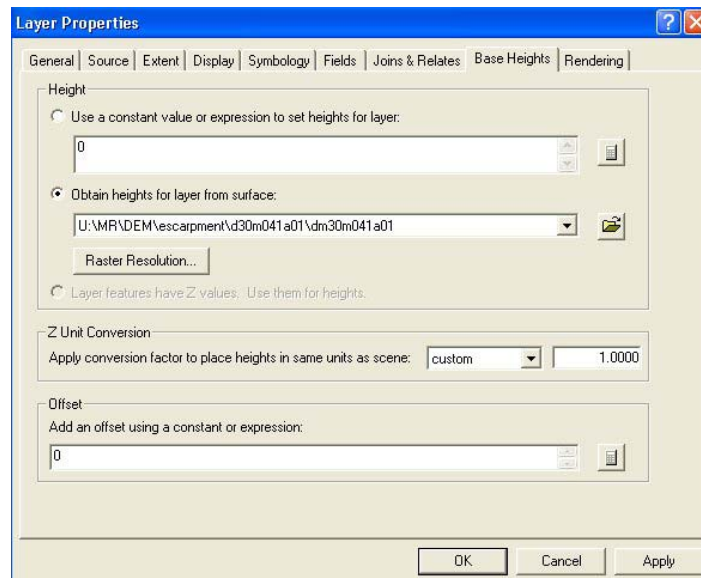 Layer Properties
General Source Extent Display Symbology Fields Joins & Relates Base Heights Rendering
Height
Use a constant value or expression to set heights for layer:
0
Obtain heights for layer from surface:
U:\MR\DEM\escarpment\d30m041a01\dm30m041a01
Raster Resolution...
Layer features have Z values. Use them for heights.
Z Unit Conversion
Apply conversion factor to place heights in same units as scene: custom 1.0000
Offset
Add an offset using a constant or expression:
0
OK Cancel Apply